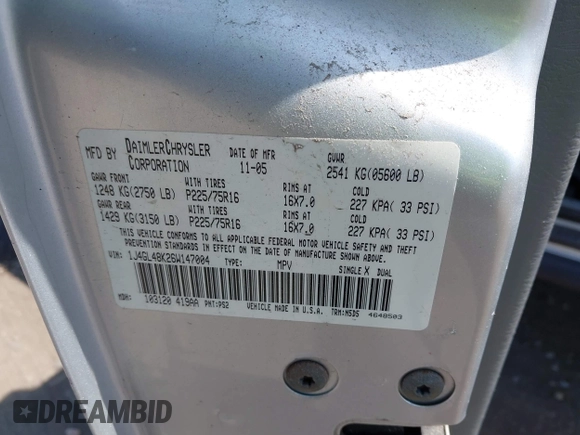 MFD BY DAIMLERCHRYSLER CORPORATION DATE OF MFR 11-05 GVWR 2541 KG(05600 LB)
GAWR FRONT WITH TIRES RIMS AT COLD
1248 KG(2750 LB) P225/75R16 16X7.0 227 KPA( 33 PSI)
GAWR REAR WITH TIRES RIMS AT COLD
1429 KG(3150 LB) P225/75R16 16X7.0 227 KPA( 33 PSI)
THIS VEHICLE CONFORMS TO ALL APPLICABLE FEDERAL MOTOR VEHICLE SAFETY AND THEFT
PREVENTION STANDARDS IN EFFECT ON THE DATE OF MANUFACTURE SHOWN ABOVE.
VIN: 1J4GL48K26W147004 TYPE: MPV SINGLE X DUAL
MDH: 103120 419AA PNT:PS2 VEHICLE MADE IN U.S.A. TRM:N5D5 4648503
DREAMBID